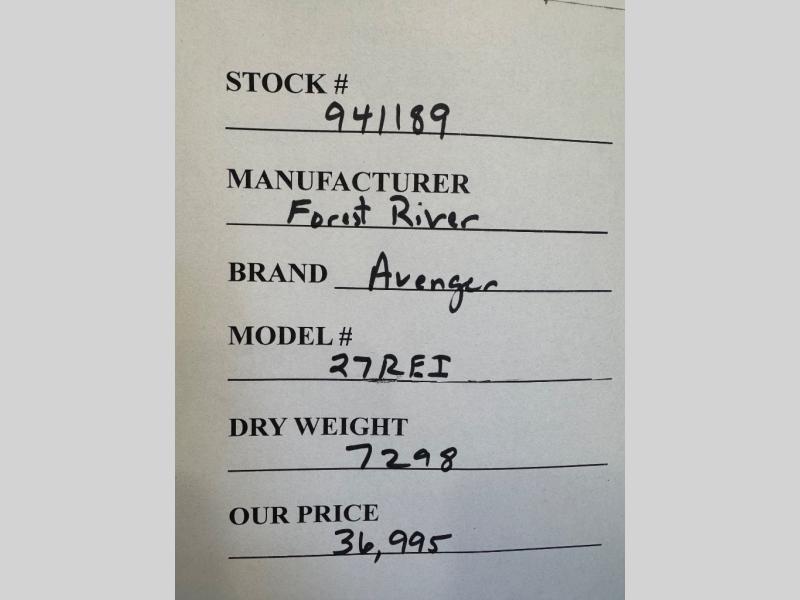 STOCK #
941189
MANUFACTURER
Forest River
BRAND Avenger
MODEL #
27REI
DRY WEIGHT
7298
OUR PRICE
36,995